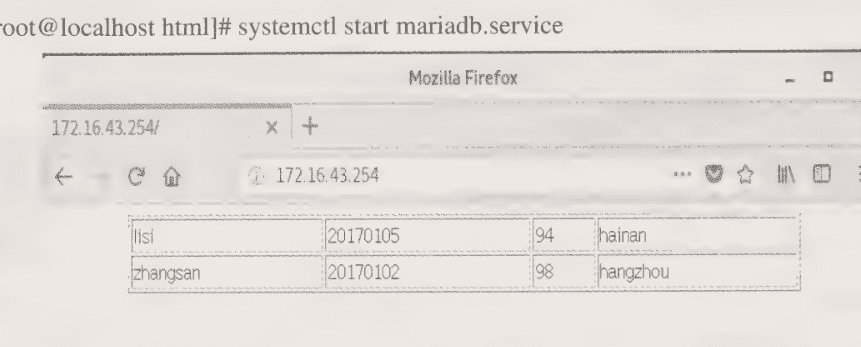 root@localhost html]# systemctl start mariadb.service
Mozilla Firefox
172.16.43.254/
172.16.43.254
lisi 20170105 94 hainan
zhangsan 20170102 98 hangzhou